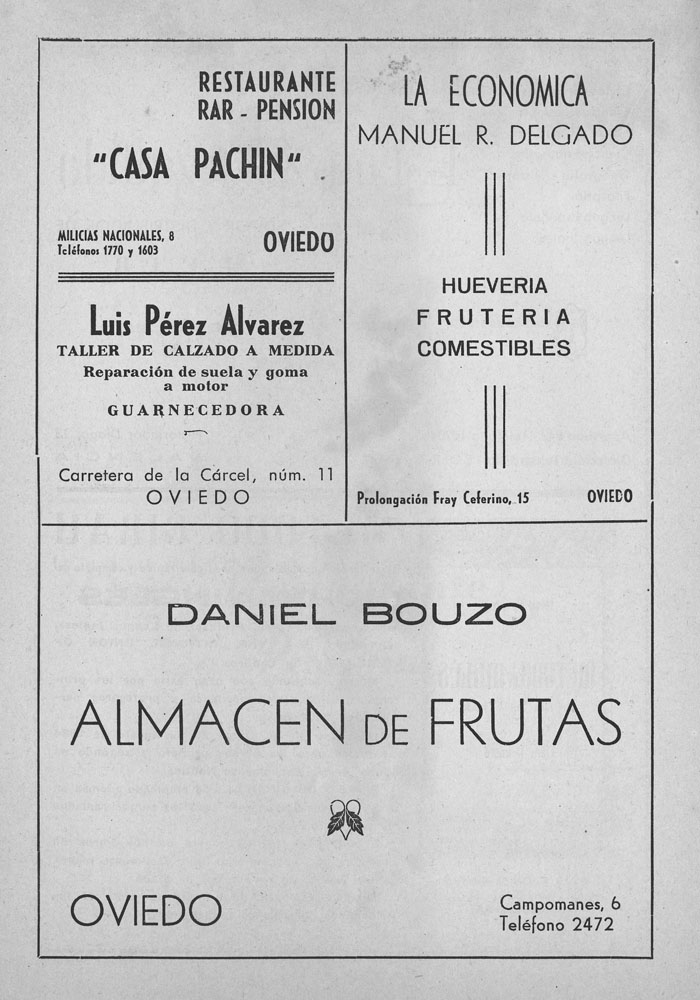 RESTAURANTE
RAR - PENSION
"CASA PACHIN"
MILICIAS NACIONALES, 8
Teléfonos 1770 y 1603
OVIEDO
Luis Pérez Alvarez
TALLER DE CALZADO A MEDIDA
Reparación de suela y goma
a motor
GUARNECEDORA
Carretera de la Cárcel, núm. 11
OVIEDO
LA ECONOMICA
MANUEL R. DELGADO
HUEVERIA
FRUTERIA
COMESTIBLES
Prolongación Fray Ceferino, 15
OVIEDO
DANIEL BOUZO
ALMACEN DE FRUTAS
OVIEDO
Campomanes, 6
Teléfono 2472